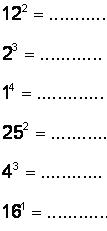 12² = ...........
2³ = ............
1⁴ = .............
25² = ...........
4³ = ............
16¹ = ............